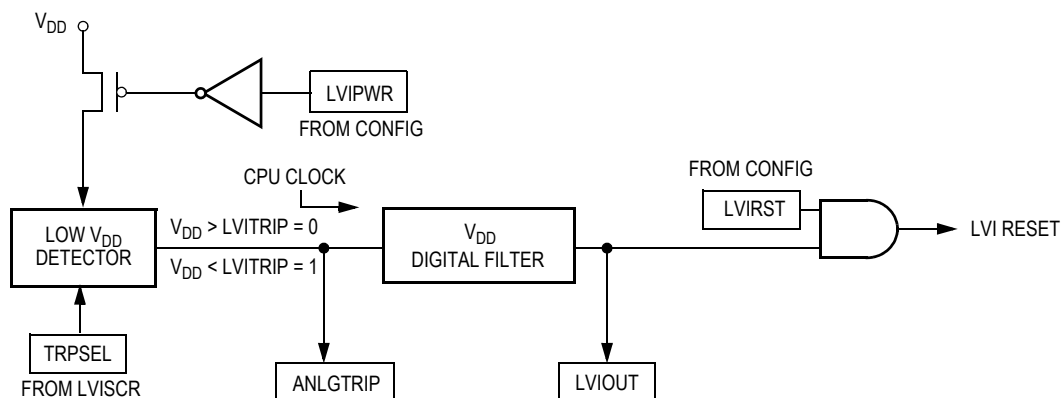 VDD
LVIPWR
FROM CONFIG
FROM CONFIG
CPU CLOCK
LVIRST
LOW VDD
DETECTOR
VDD > LVITRIP = 0
VDD < LVITRIP = 1
VDD
DIGITAL FILTER
LVI RESET
TRPSEL
FROM LVISCR
ANLGTRIP
LVIOUT